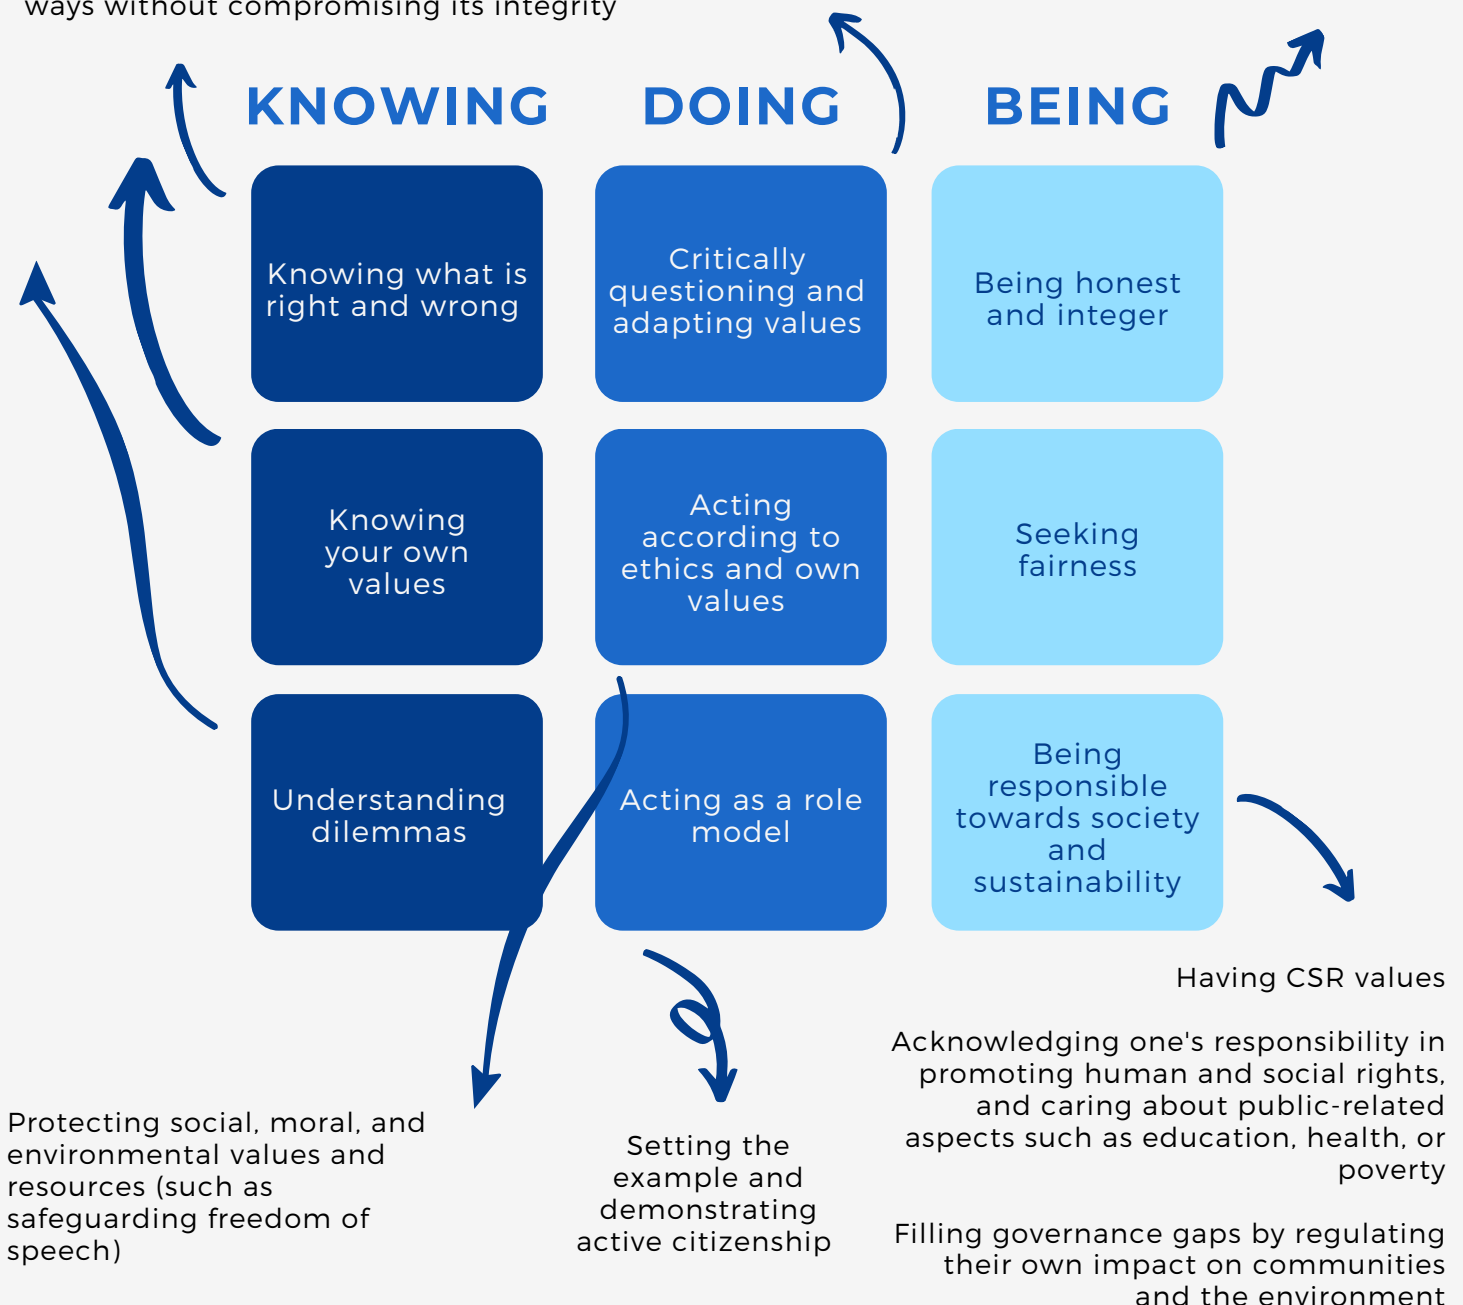 ways without compromising its integrity
KNOWING
DOING
BEING
Knowing what is
right and wrong
Critically
questioning and
adapting values
Being honest
and integer
Knowing
your own
values
Acting
according to
ethics and own
values
Seeking
fairness
Understanding
dilemmas
Acting as a role
model
Being
responsible
towards society
and
sustainability
Protecting social, moral, and
environmental values and
resources (such as
safeguarding freedom of
speech)
Setting the
example and
demonstrating
active citizenship
Having CSR values
Acknowledging one's responsibility in
promoting human and social rights,
and caring about public-related
aspects such as education, health, or
poverty
Filling governance gaps by regulating
their own impact on communities
and the environment